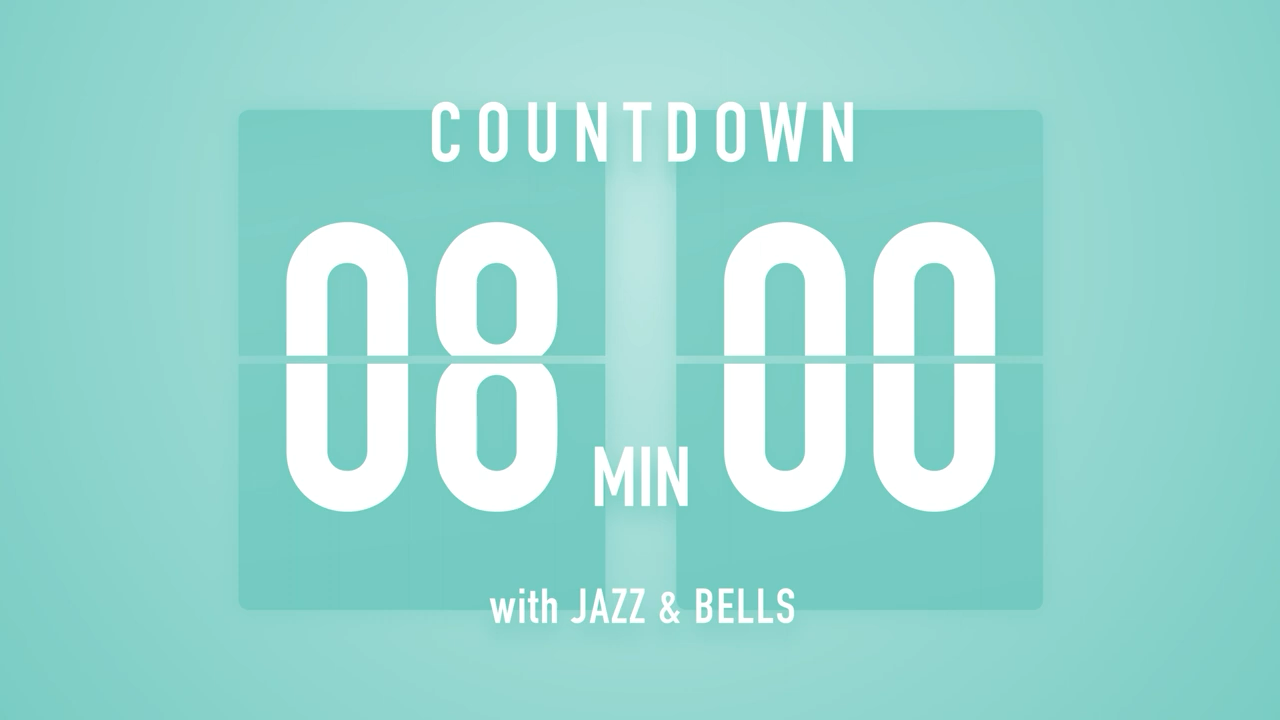 COUNTDOWN
08 MIN 00
with JAZZ & BELLS